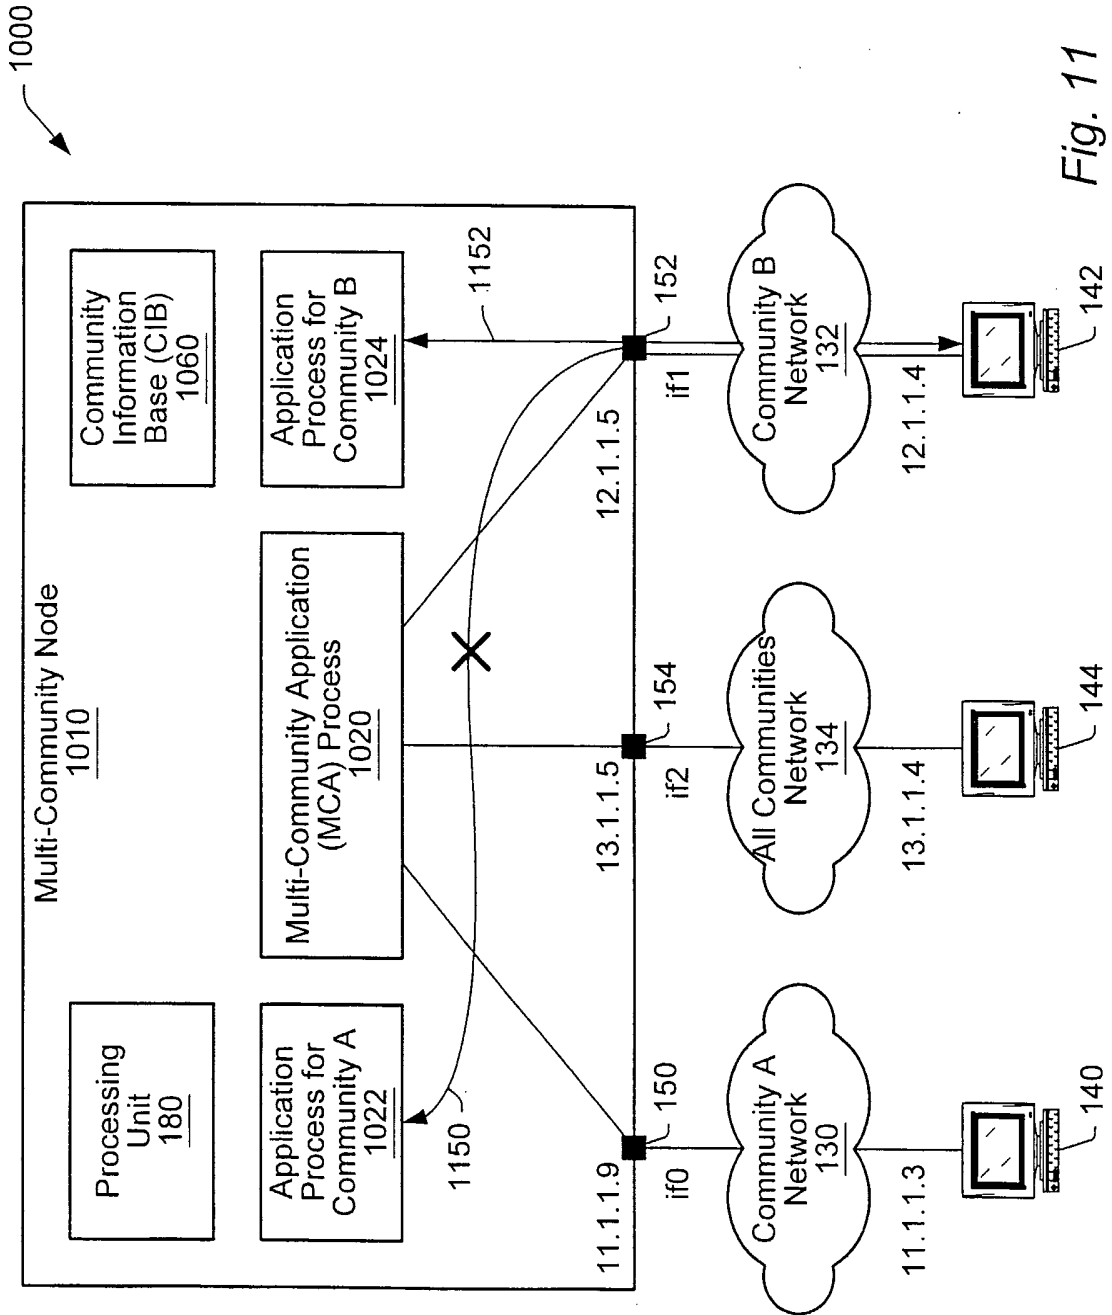 1000
Multi-Community Node
1010
Processing
Unit
180
Community
Information
Base (CIB)
1060
Application
Process for
Community A
1022
Multi-Community Application
(MCA) Process
1020
Application
Process for
Community B
1024
1150
1152
11.1.1.9
150
13.1.1.5
154
12.1.1.5
152
if0
if2
if1
Community A
Network
130
All Communities
Network
134
Community B
Network
132
11.1.1.3
13.1.1.4
12.1.1.4
140
144
142
Fig. 11